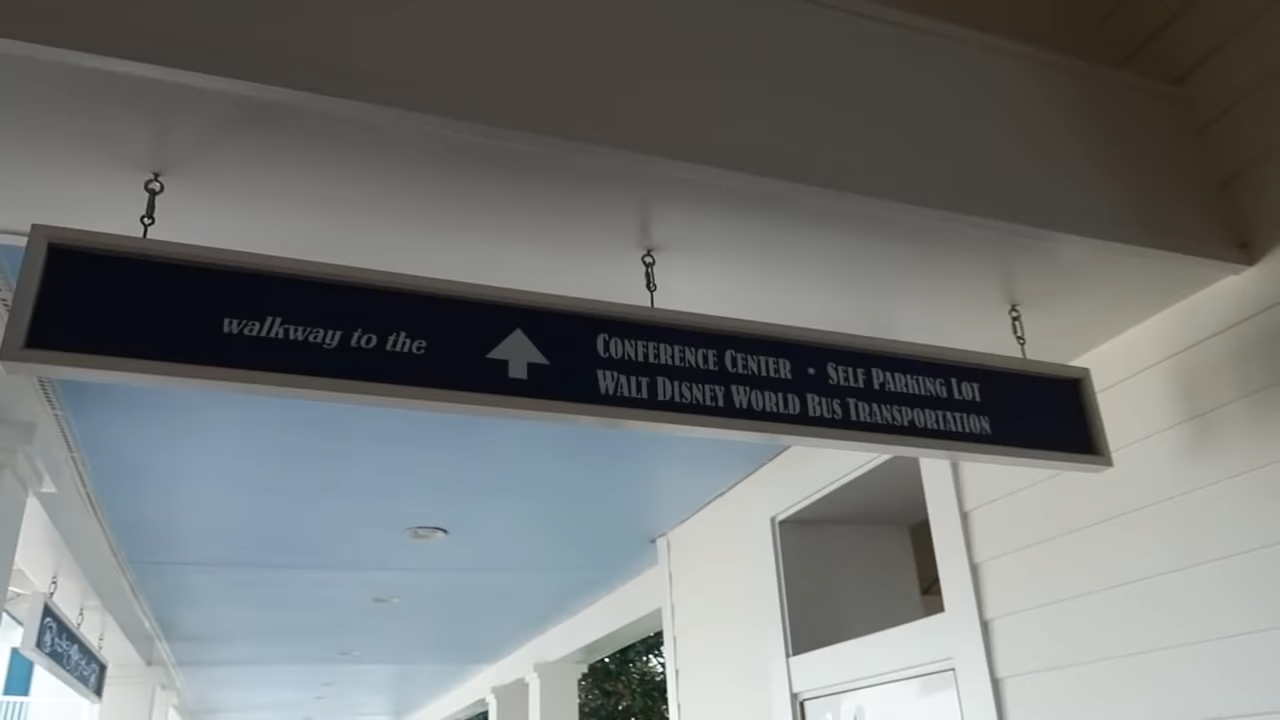 walkway to the
CONFERENCE CENTER • SELF PARKING LOT
WALT DISNEY WORLD BUS TRANSPORTATION